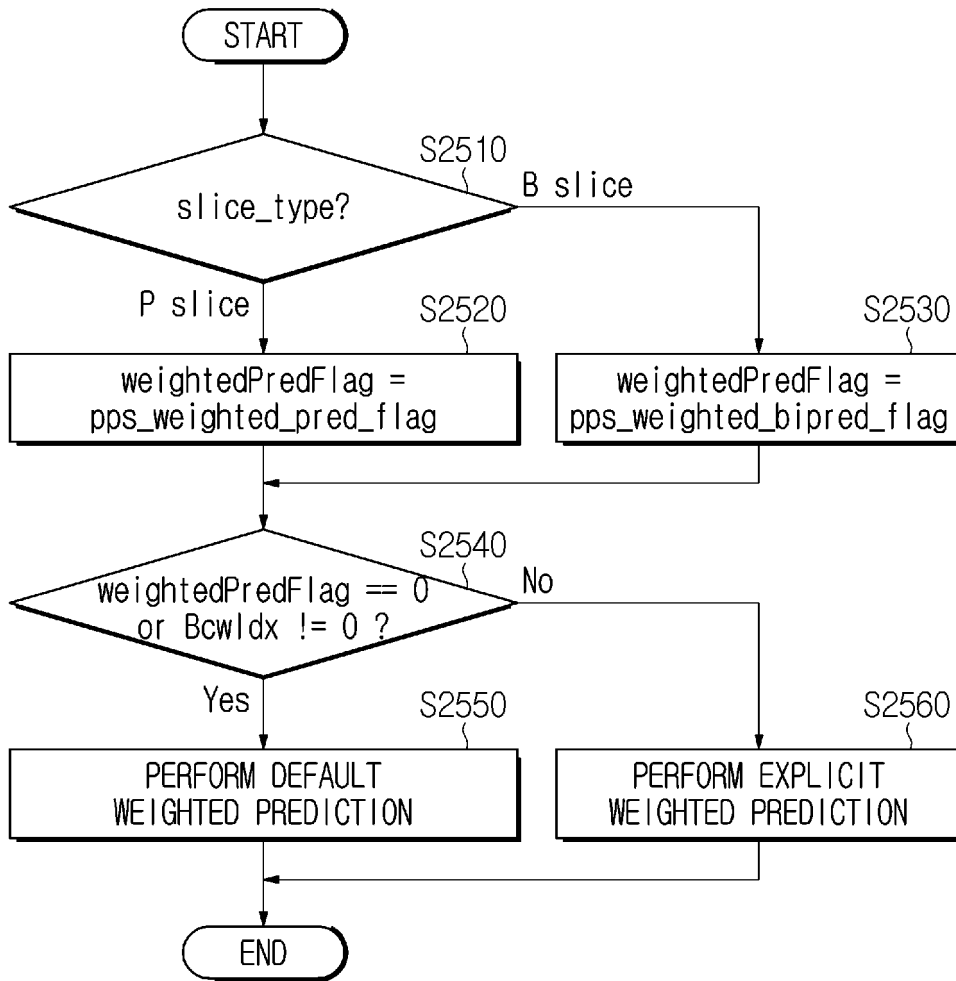 START
S2510
slice_type?
B slice
P slice
S2520
S2530
weightedPredFlag =
pps_weighted_pred_flag
weightedPredFlag =
pps_weighted_bipred_flag
S2540
weightedPredFlag == 0
or BcwIdx != 0 ?
No
Yes
S2550
S2560
PERFORM DEFAULT
WEIGHTED PREDICTION
PERFORM EXPLICIT
WEIGHTED PREDICTION
END